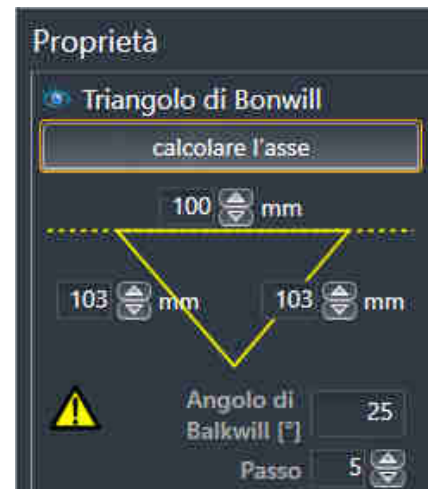 Proprietà
Triangolo di Bonwill
calcolare l'asse
100 mm
103 mm 103 mm
Angolo di
Balkwill [°] 25
Passo 5